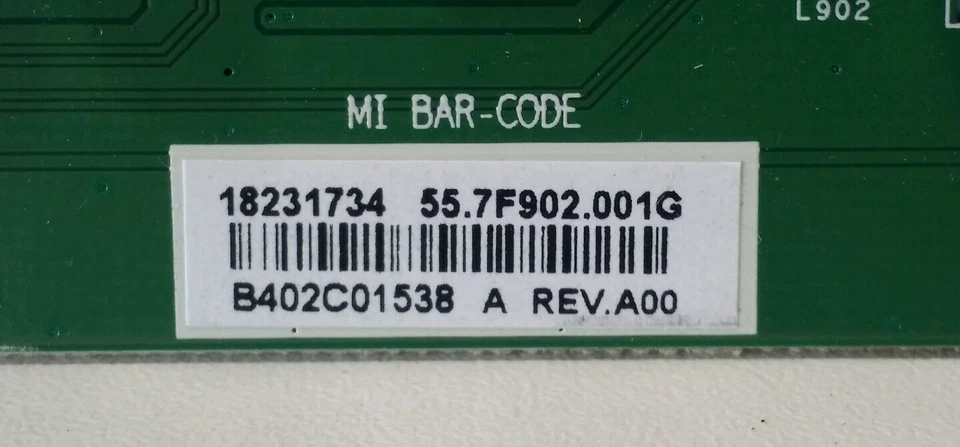 L902
MI BAR-CODE
18231734 55.7F902.001G
B402C01538 A REV.A00